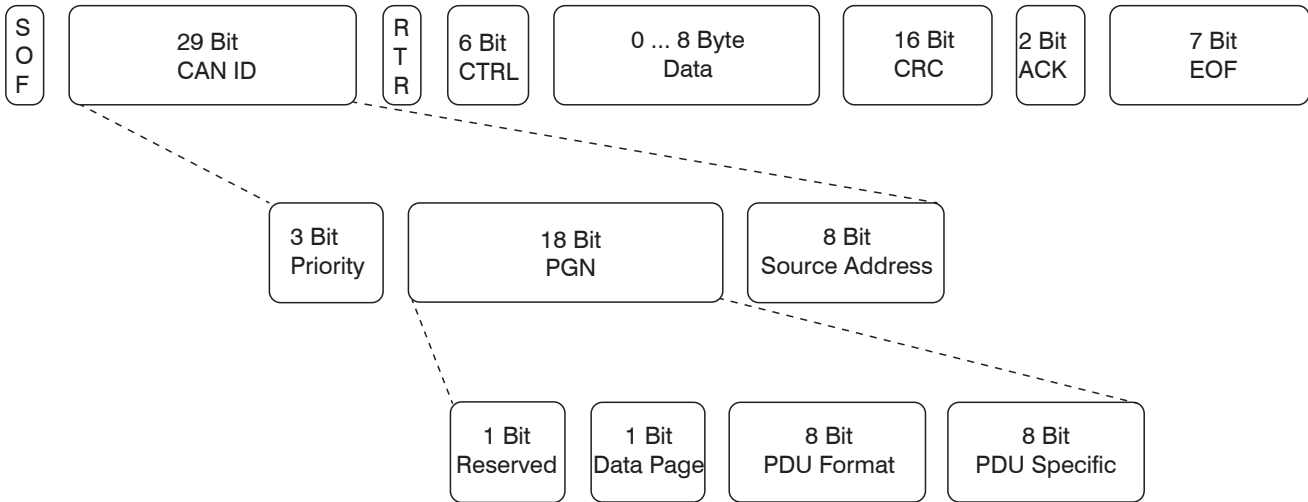 SOF
29 Bit
CAN ID
RTR
6 Bit
CTRL
0 ... 8 Byte
Data
16 Bit
CRC
2 Bit
ACK
7 Bit
EOF
3 Bit
Priority
18 Bit
PGN
8 Bit
Source Address
1 Bit
Reserved
1 Bit
Data Page
8 Bit
PDU Format
8 Bit
PDU Specific